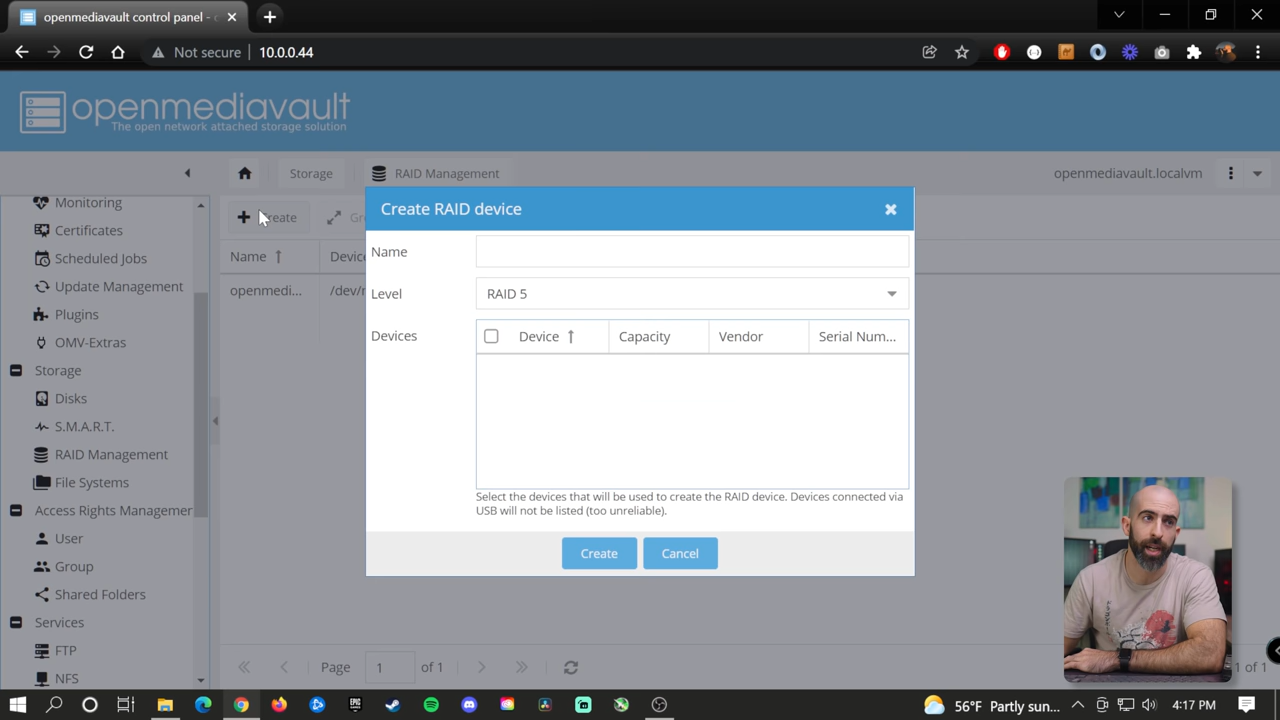 openmediavault control panel - o
Not secure
10.0.0.44
openmediavault
The open network attached storage solution
Storage
RAID Management
openmediavault.localvm
Monitoring
Certificates
Scheduled Jobs
Update Management
Plugins
OMV-Extras
Storage
Disks
S.M.A.R.T.
RAID Management
File Systems
Access Rights Managemer
User
Group
Shared Folders
Services
FTP
NFS
Create
Gr
Name
Device
openmedi...
/dev/r
Create RAID device
Name
Level
RAID 5
Devices
Device
Capacity
Vendor
Serial Num...
Select the devices that will be used to create the RAID device. Devices connected via
USB will not be listed (too unreliable).
Create
Cancel
Page
1
of 1
1 of 1
EPIC
56°F Partly sun...
4:17 PM